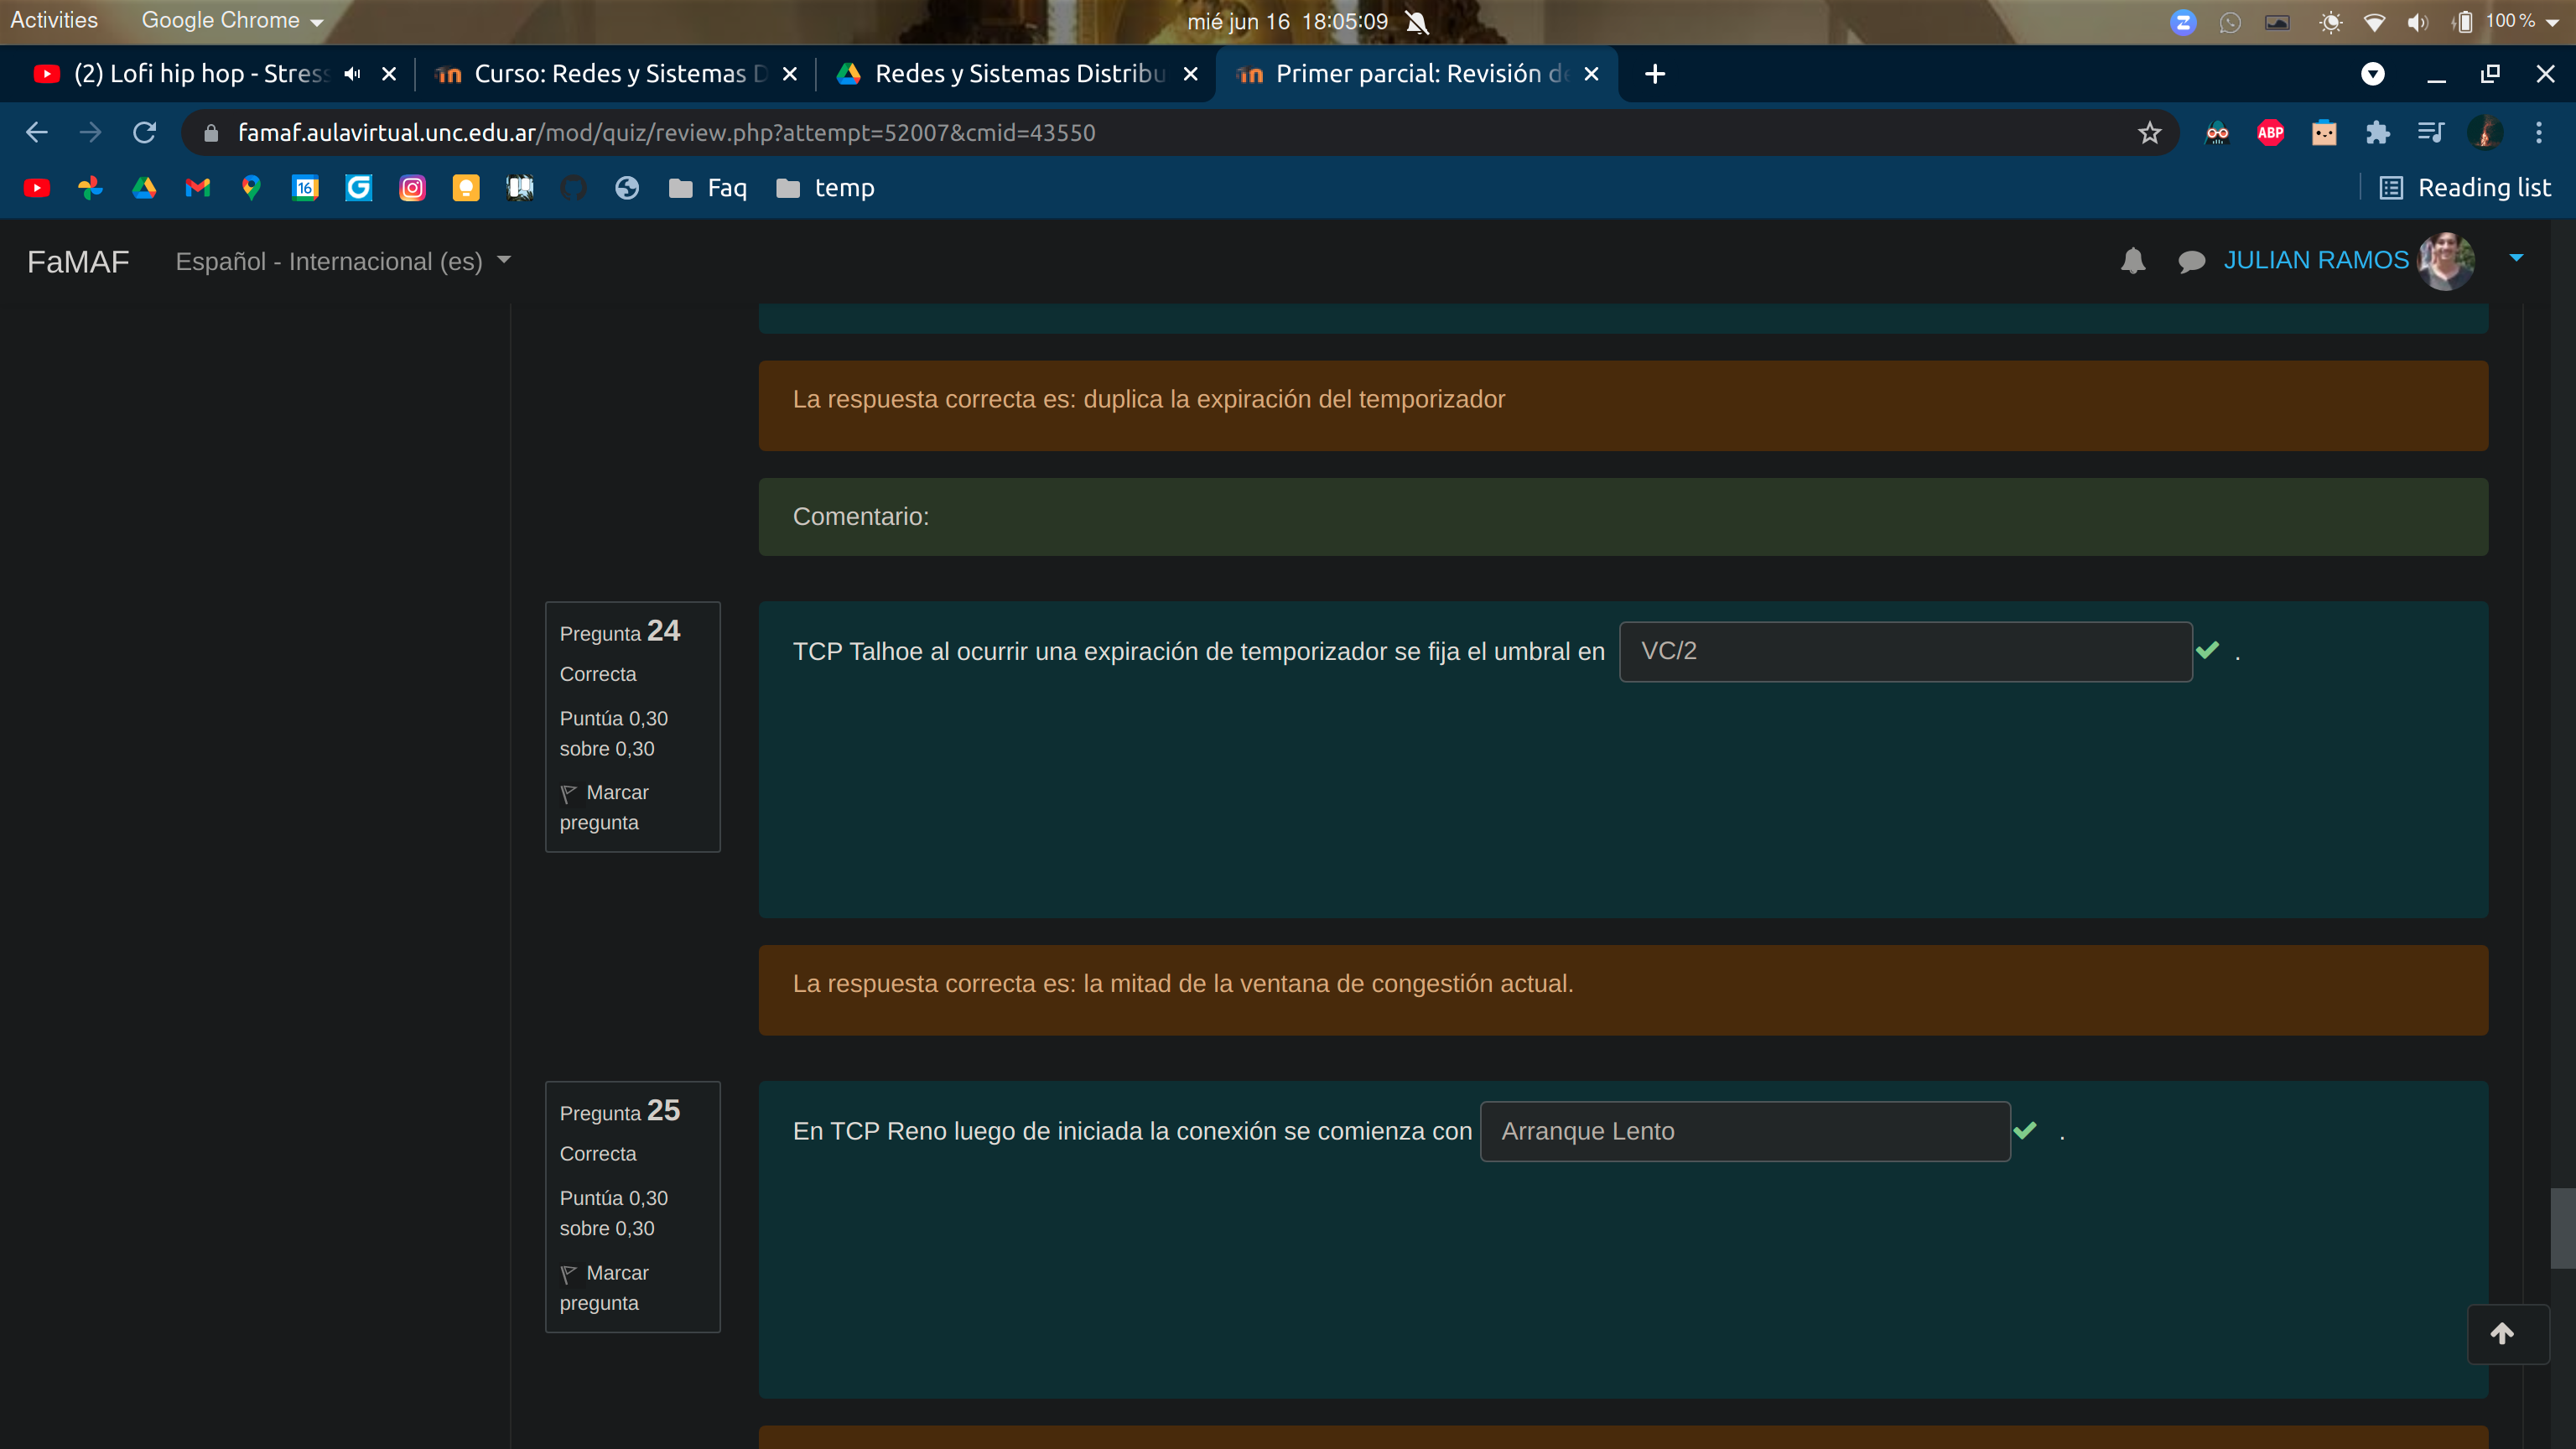 Activities Google Chrome mié jun 16 18:05:09 100 %
(2) Lofi hip hop - Stress Curso: Redes y Sistemas D Redes y Sistemas Distribu Primer parcial: Revisión de
famaf.aulavirtual.unc.edu.ar/mod/quiz/review.php?attempt=52007&cmid=43550 ABP
16 Faq temp Reading list
FaMAF Español - Internacional (es) JULIAN RAMOS
La respuesta correcta es: duplica la expiración del temporizador
Comentario:
Pregunta 24
Correcta
Puntúa 0,30
sobre 0,30
Marcar
pregunta
TCP Talhoe al ocurrir una expiración de temporizador se fija el umbral en VC/2 .
La respuesta correcta es: la mitad de la ventana de congestión actual.
Pregunta 25
Correcta
Puntúa 0,30
sobre 0,30
Marcar
pregunta
En TCP Reno luego de iniciada la conexión se comienza con Arranque Lento .